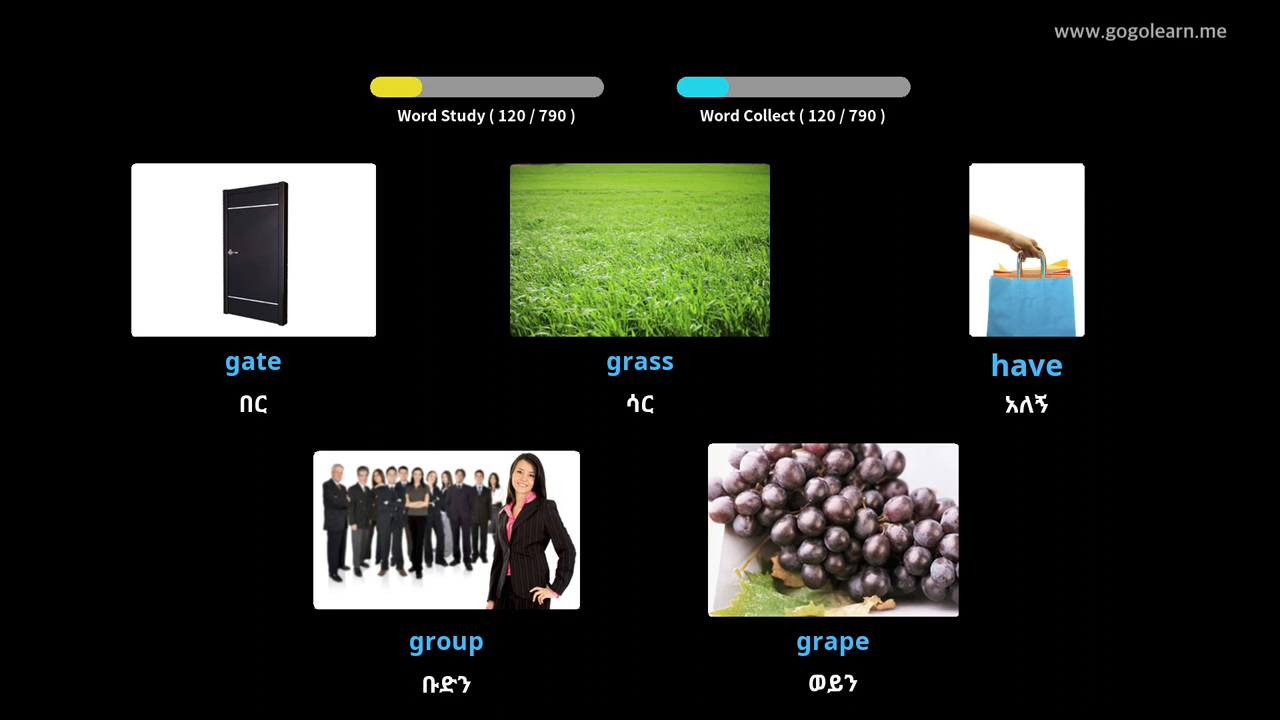 www.gogolearn.me
Word Study ( 120 / 790 )
Word Collect ( 120 / 790 )
gate
በር
grass
ሳር
have
አለኝ
group
ቡድን
grape
ወይን